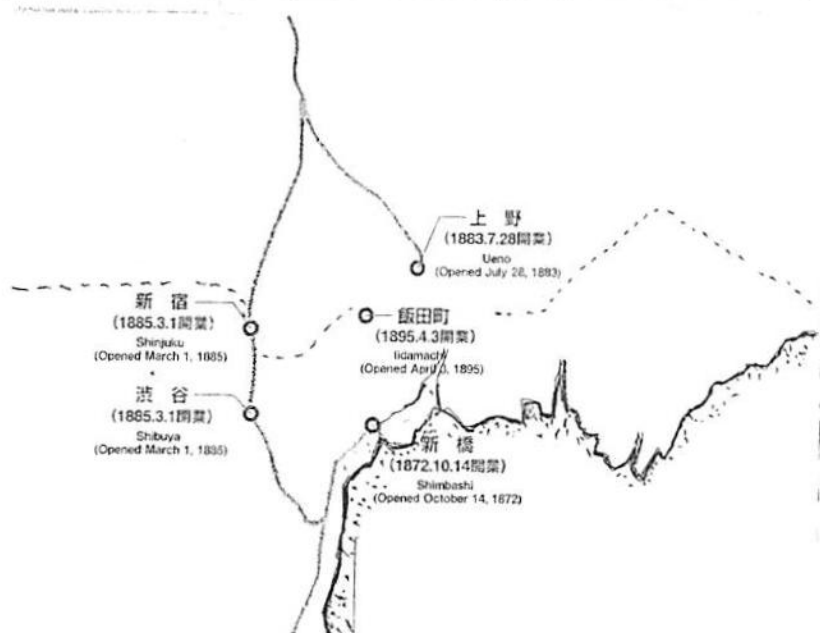 上野
(1883.7.28開業)
Ueno
(Opened July 28, 1883)
新宿
(1885.3.1開業)
Shinjuku
(Opened March 1, 1885)
飯田町
(1895.4.3開業)
Iidamachi
(Opened April 3, 1895)
渋谷
(1885.3.1開業)
Shibuya
(Opened March 1, 1885)
新橋
(1872.10.14開業)
Shimbashi
(Opened October 14, 1872)